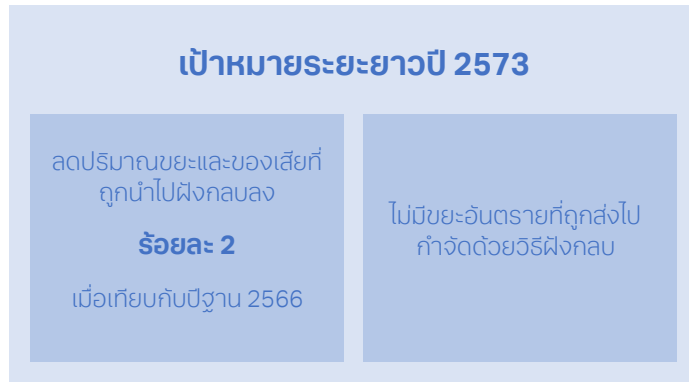 เป้าหมายระยะยาวปี 2573
ลดปริมาณขยะและของเสียที่
ถูกนำไปฝังกลบลง
ร้อยละ 2
เมื่อเทียบกับปีฐาน 2566
ไม่มีขยะอันตรายที่ถูกส่งไป
กำจัดด้วยวิธีฝังกลบ